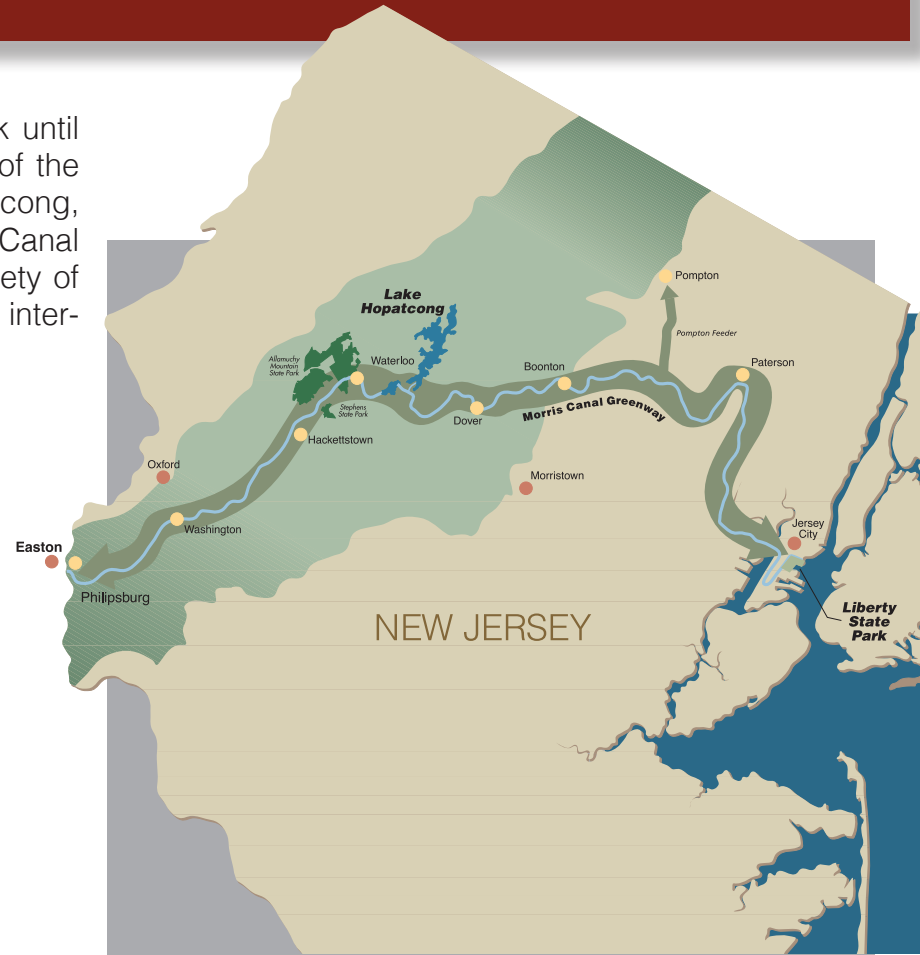 k until
of the
cong,
Canal
ety of
inter-
Pompton
Lake
Hopatcong
Pompton Feeder
Allamuchy
Mountain
State Park
Waterloo
Boonton
Paterson
Stephens
State Park
Dover
Morris Canal Greenway
Hackettstown
Oxford
Morristown
Washington
Jersey
City
Easton
Philipsburg
Liberty
State
Park
NEW JERSEY